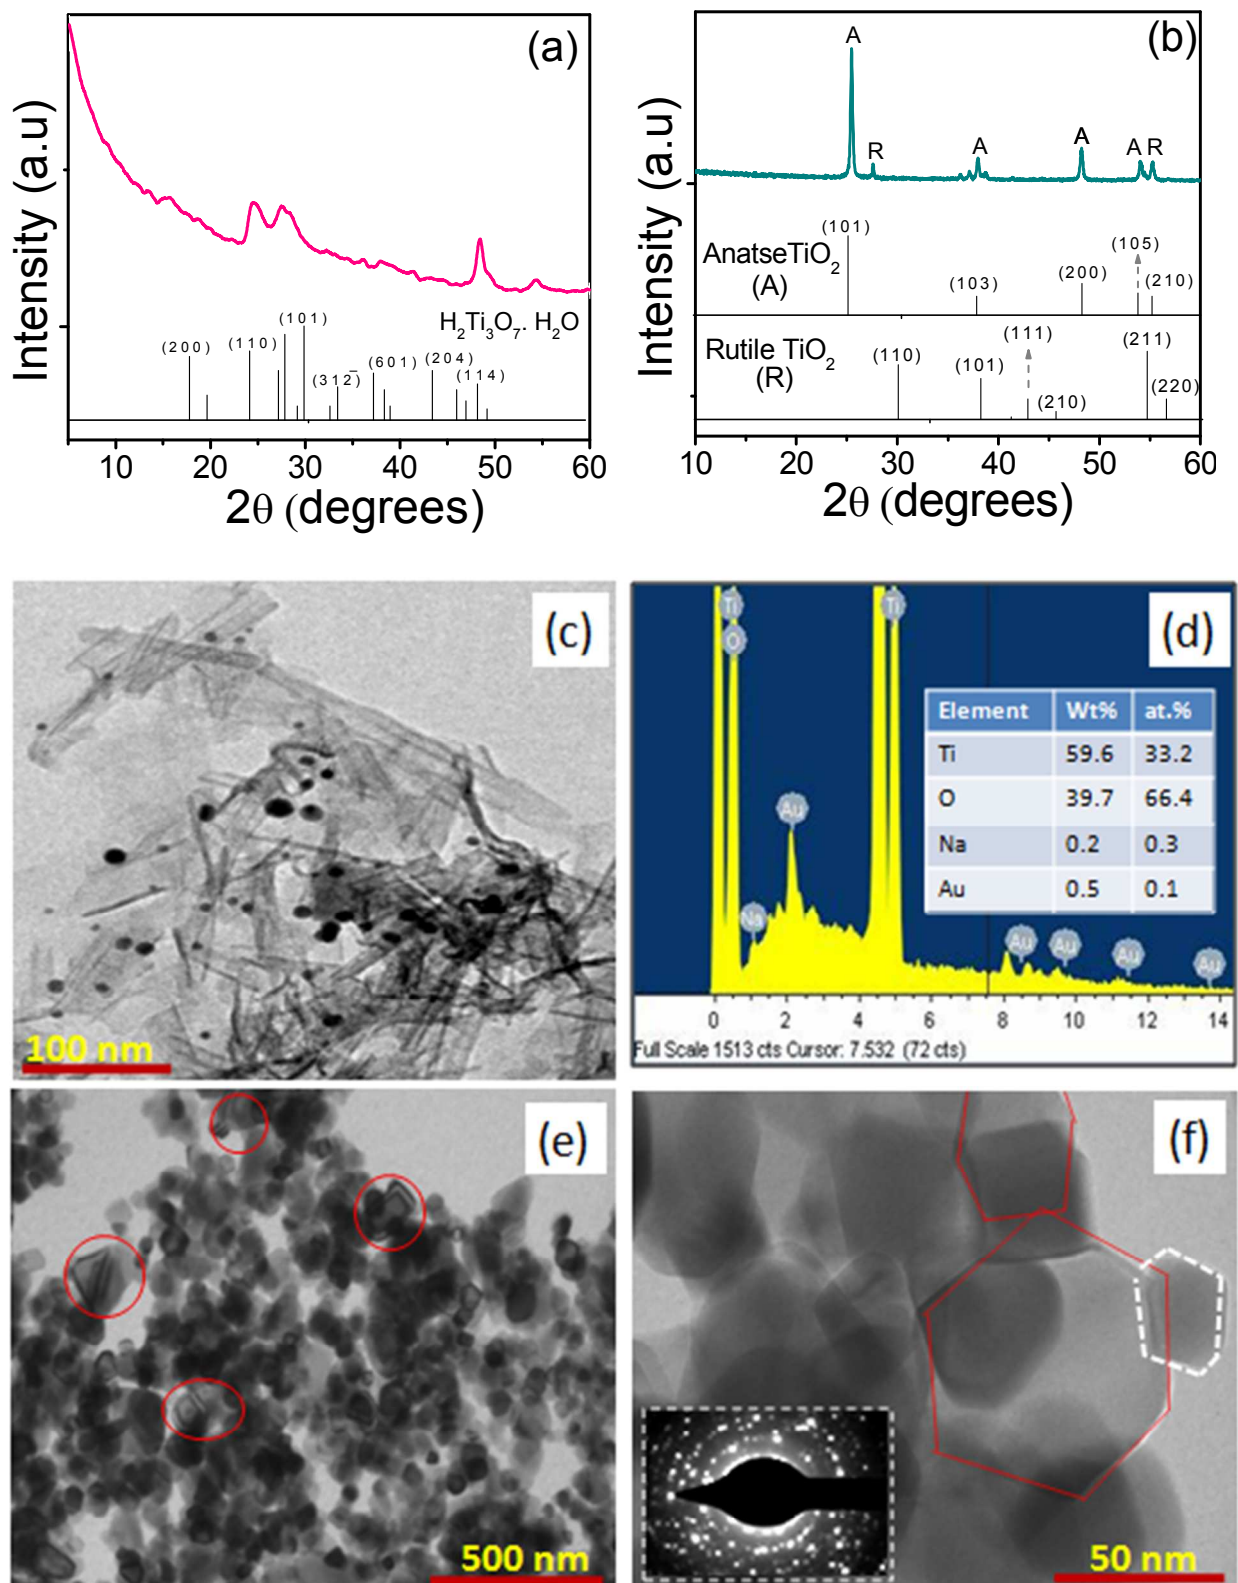 (a)
Intensity (a.u)
(200)
(110)
(101)
(312̅)
(601)
(204)
(114)
H₂Ti₃O₇. H₂O
10 20 30 40 50 60
2θ (degrees)
(b)
Intensity (a.u)
A
R
A
A
A R
AnatseTiO₂
(A)
(101)
(103)
(200)
(105)
(210)
Rutile TiO₂
(R)
(110)
(101)
(111)
(210)
(211)
(220)
10 20 30 40 50 60
2θ (degrees)
(c)
100 nm
(d)
Ti
O
Ti
Au
Na
Au
Au
Au
Au
Element Wt% at.%
Ti 59.6 33.2
O 39.7 66.4
Na 0.2 0.3
Au 0.5 0.1
0 2 4 6 8 10 12 14
Full Scale 1513 cts Cursor: 7.532 (72 cts)
(e)
500 nm
(f)
50 nm